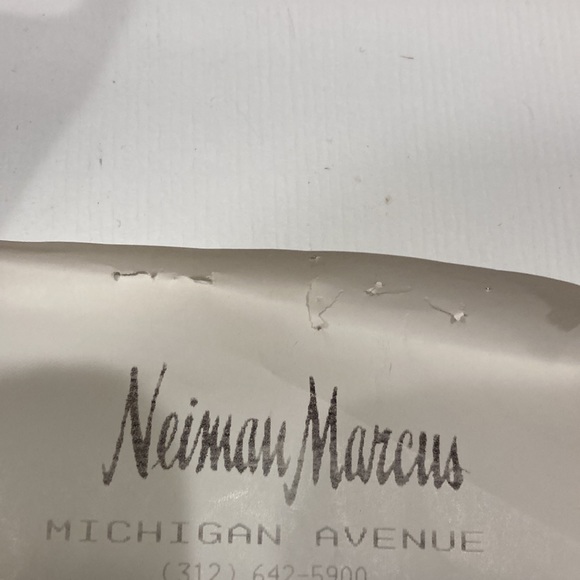 Neiman Marcus
MICHIGAN AVENUE
(312) 642-5900